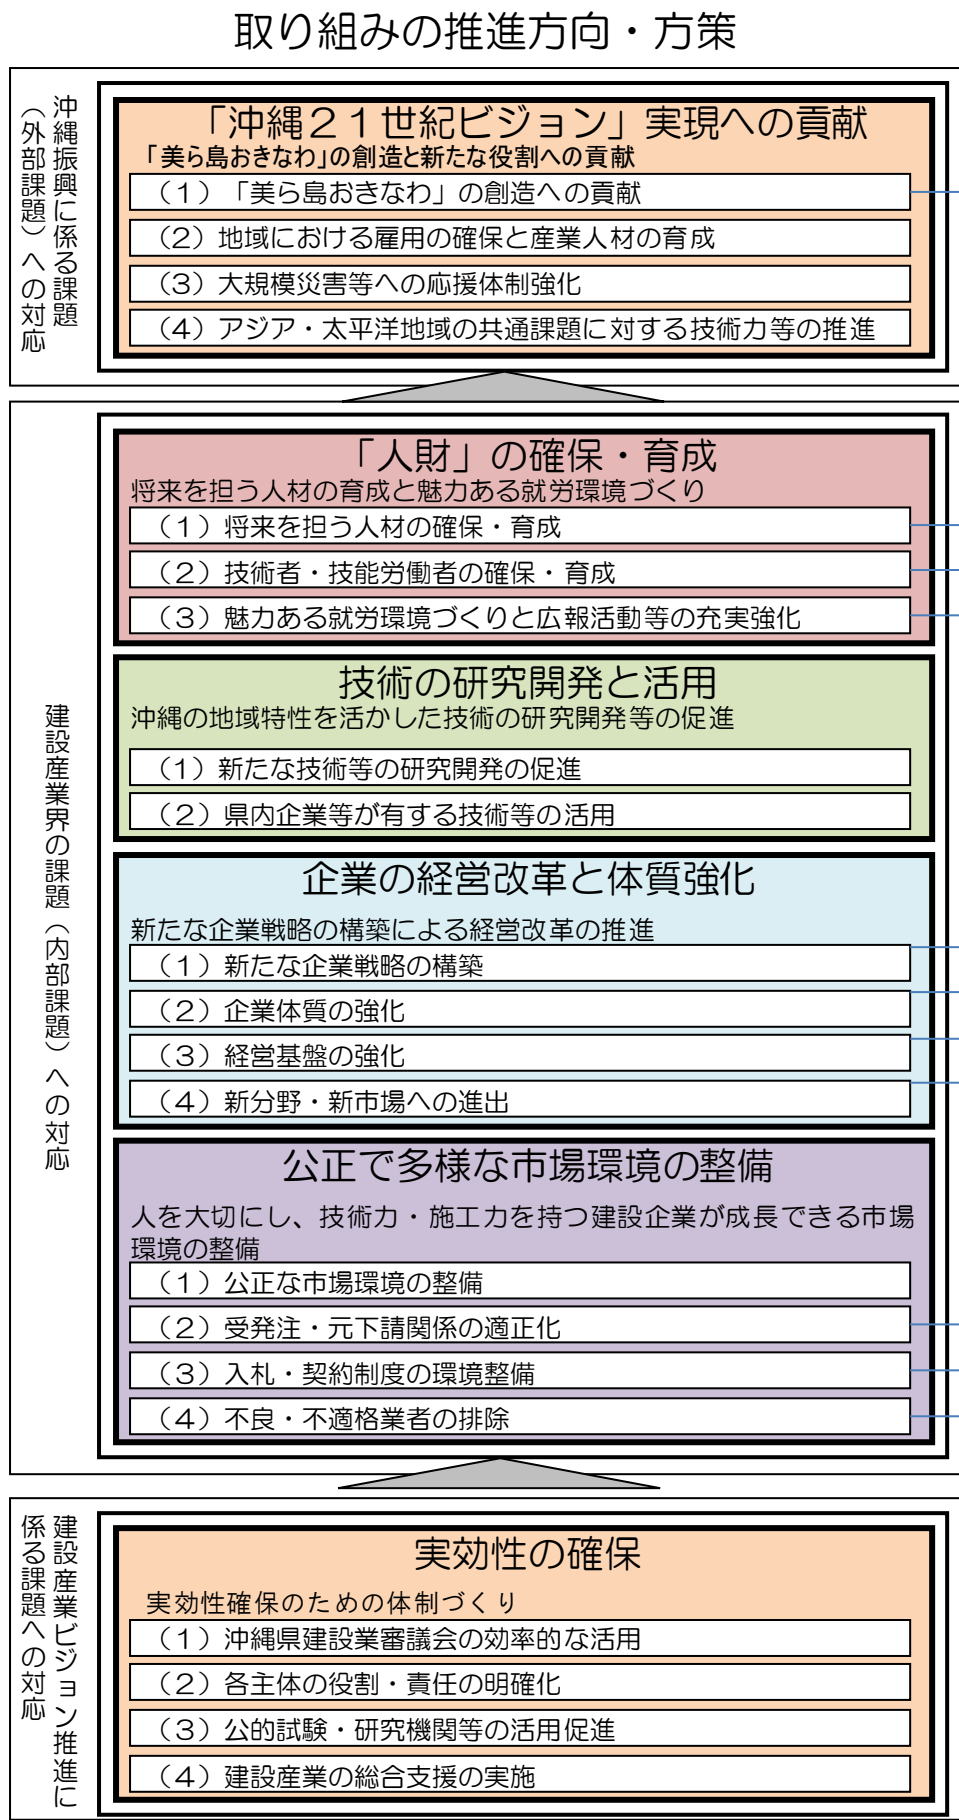 取り組みの推進方向・方策
沖縄振興に係る課題
（外部課題）への対応
「沖縄２１世紀ビジョン」実現への貢献
「美ら島おきなわ」の創造と新たな役割への貢献
（１）「美ら島おきなわ」の創造への貢献
（２）地域における雇用の確保と産業人材の育成
（３）大規模災害等への応援体制強化
（４）アジア・太平洋地域の共通課題に対する技術力等の推進
建設産業界の課題（内部課題）への対応
「人財」の確保・育成
将来を担う人材の育成と魅力ある就労環境づくり
（１）将来を担う人材の確保・育成
（２）技術者・技能労働者の確保・育成
（３）魅力ある就労環境づくりと広報活動等の充実強化
技術の研究開発と活用
沖縄の地域特性を活かした技術の研究開発等の促進
（１）新たな技術等の研究開発の促進
（２）県内企業等が有する技術等の活用
企業の経営改革と体質強化
新たな企業戦略の構築による経営改革の推進
（１）新たな企業戦略の構築
（２）企業体質の強化
（３）経営基盤の強化
（４）新分野・新市場への進出
公正で多様な市場環境の整備
人を大切にし、技術力・施工力を持つ建設企業が成長できる市場
環境の整備
（１）公正な市場環境の整備
（２）受発注・元下請関係の適正化
（３）入札・契約制度の環境整備
（４）不良・不適格業者の排除
建設産業ビジョン推進に
係る課題への対応
実効性の確保
実効性確保のための体制づくり
（１）沖縄県建設業審議会の効率的な活用
（２）各主体の役割・責任の明確化
（３）公的試験・研究機関等の活用促進
（４）建設産業の総合支援の実施